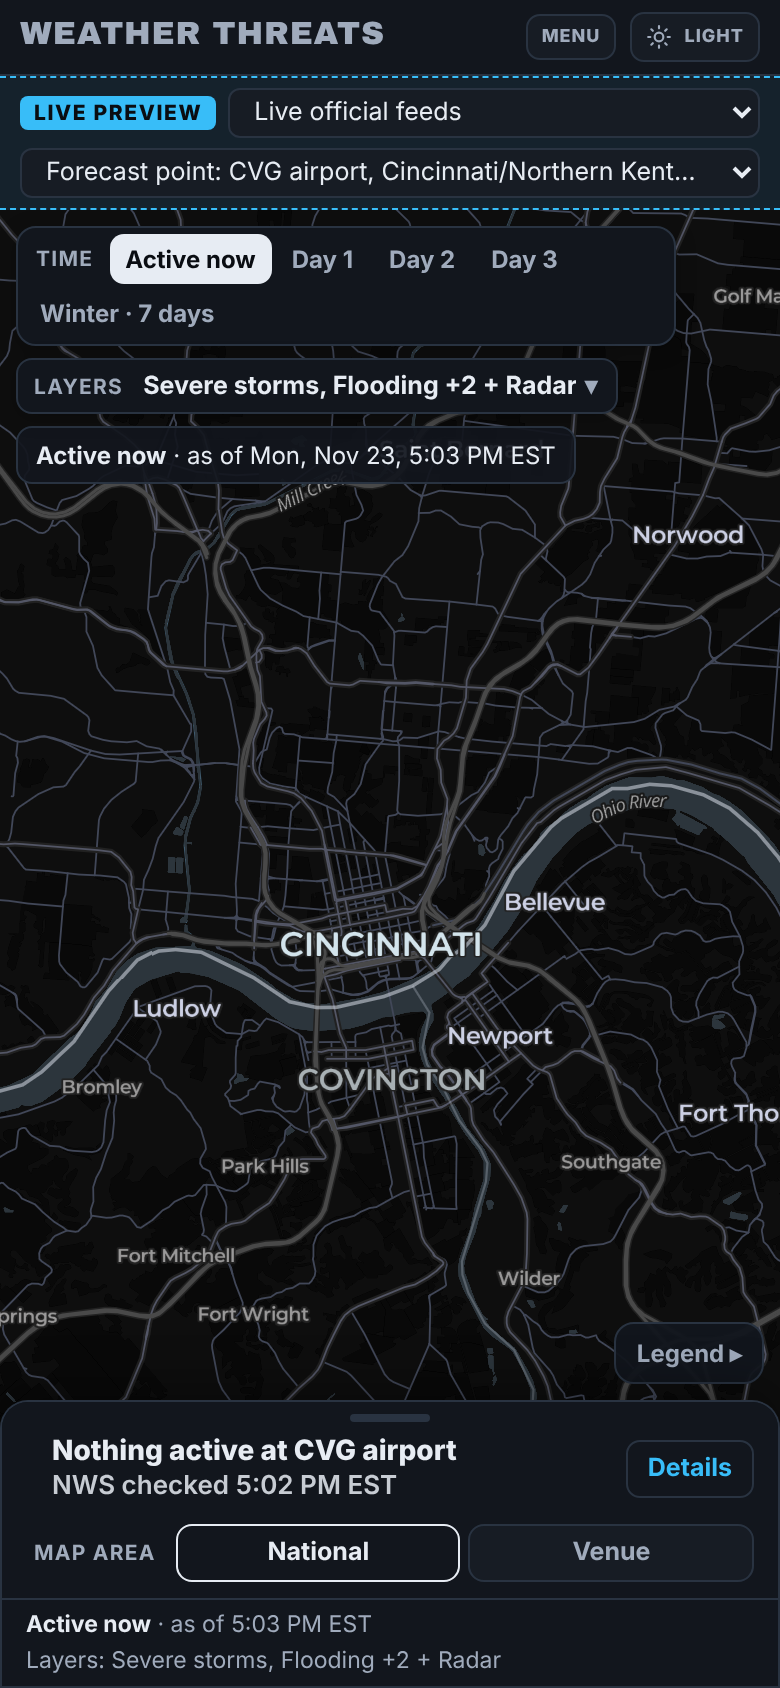 WEATHER THREATS
MENU
LIGHT
LIVE PREVIEW
Live official feeds
Forecast point: CVG airport, Cincinnati/Northern Kent...
TIME
Active now
Day 1
Day 2
Day 3
Winter · 7 days
Golf Ma
LAYERS
Severe storms, Flooding +2 + Radar ▾
Active now · as of Mon, Nov 23, 5:03 PM EST
Mill Creek
Norwood
Ohio River
Bellevue
CINCINNATI
Ludlow
Newport
COVINGTON
Bromley
Fort Tho
Park Hills
Southgate
Fort Mitchell
Wilder
prings
Fort Wright
Legend ▸
Nothing active at CVG airport
NWS checked 5:02 PM EST
Details
MAP AREA
National
Venue
Active now · as of 5:03 PM EST
Layers: Severe storms, Flooding +2 + Radar